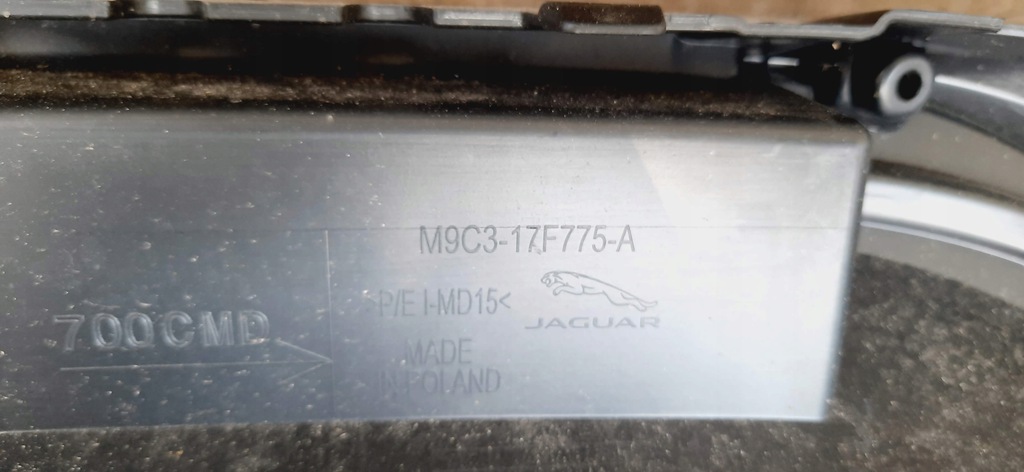 M9C3-17F775-A
>P/E I-MD15<
JAGUAR
700CMD
MADE
IN POLAND